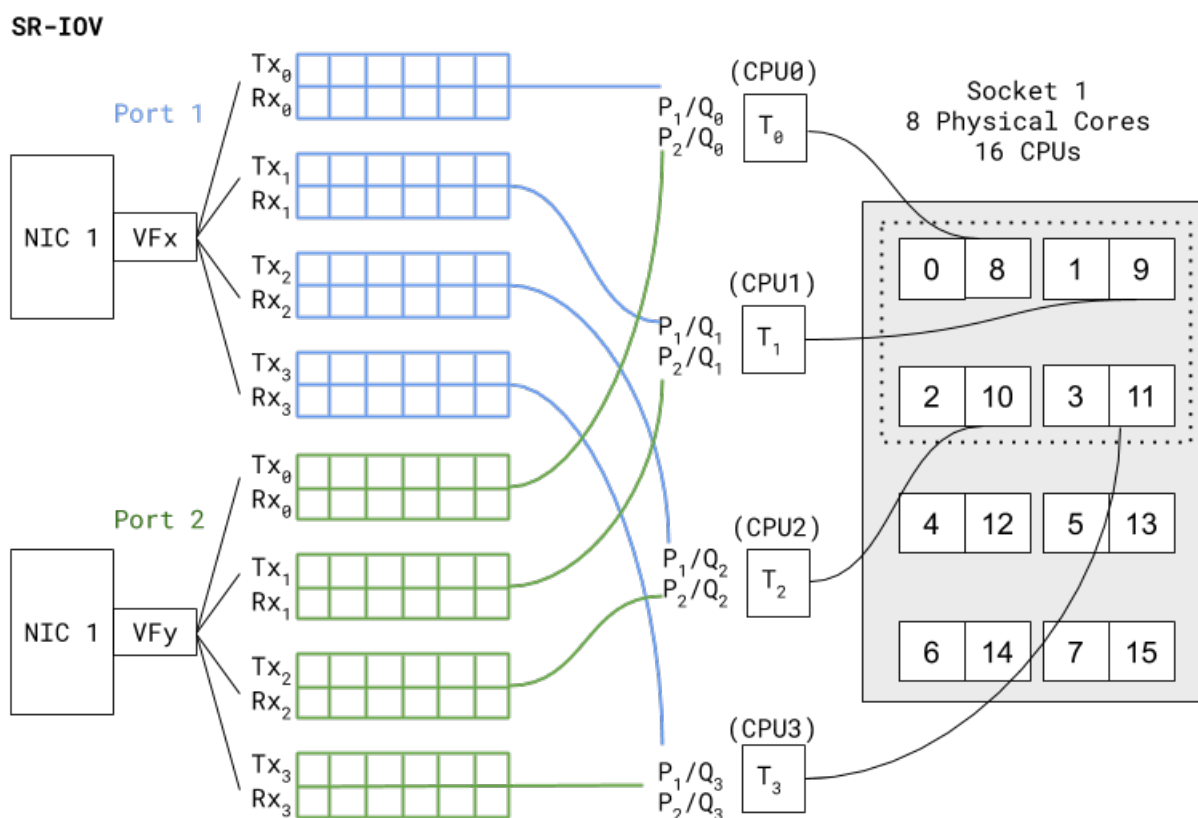 SR-IOV
Port 1
NIC 1
VFx
Tx₀
Rx₀
Tx₁
Rx₁
Tx₂
Rx₂
Tx₃
Rx₃
Port 2
NIC 1
VFy
Tx₀
Rx₀
Tx₁
Rx₁
Tx₂
Rx₂
Tx₃
Rx₃
(CPU0)
P₁/Q₀
P₂/Q₀
T₀
(CPU1)
P₁/Q₁
P₂/Q₁
T₁
(CPU2)
P₁/Q₂
P₂/Q₂
T₂
(CPU3)
P₁/Q₃
P₂/Q₃
T₃
Socket 1
8 Physical Cores
16 CPUs
0 8 1 9
2 10 3 11
4 12 5 13
6 14 7 15